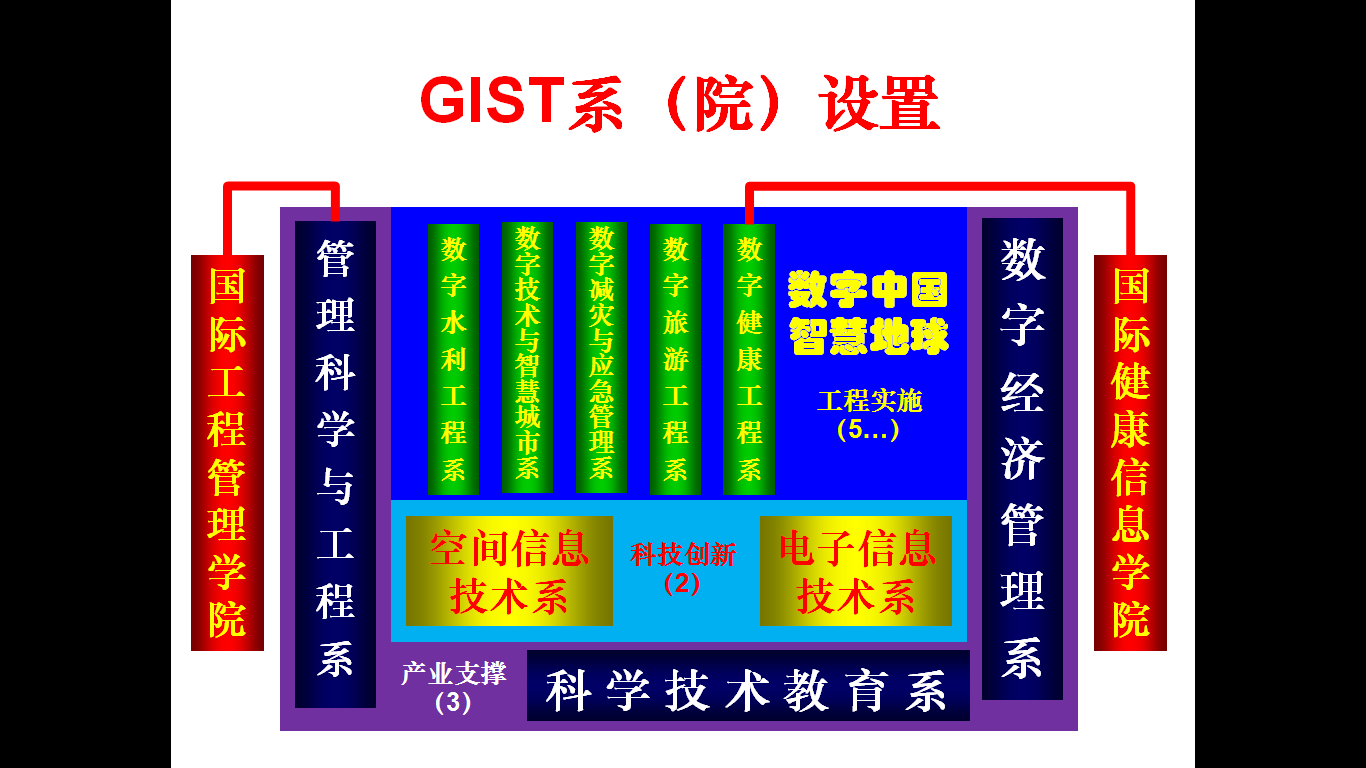 GIST系（院）设置
国际工程管理学院
管理科学与工程系
数字水利工程系
数字技术与智慧城市系
数字减灾与应急管理系
数字旅游工程系
数字健康工程系
数字中国
智慧地球
工程实施
(5…)
数字经济管理系
国际健康信息学院
空间信息
技术系
科技创新
(2)
电子信息
技术系
产业支撑
(3)
科学技术教育系